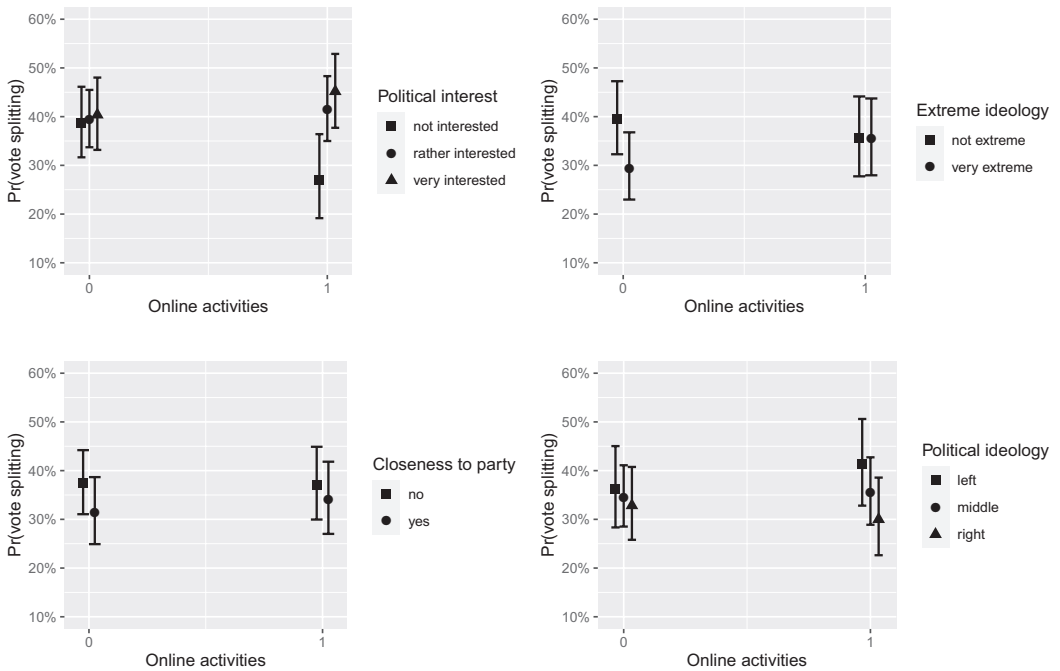 60%
50%
40%
30%
20%
10%
Pr(vote splitting)
0
1
Online activities
Political interest
not interested
rather interested
very interested
60%
50%
40%
30%
20%
10%
Pr(vote splitting)
0
1
Online activities
Extreme ideology
not extreme
very extreme
60%
50%
40%
30%
20%
10%
Pr(vote splitting)
0
1
Online activities
Closeness to party
no
yes
60%
50%
40%
30%
20%
10%
Pr(vote splitting)
0
1
Online activities
Political ideology
left
middle
right